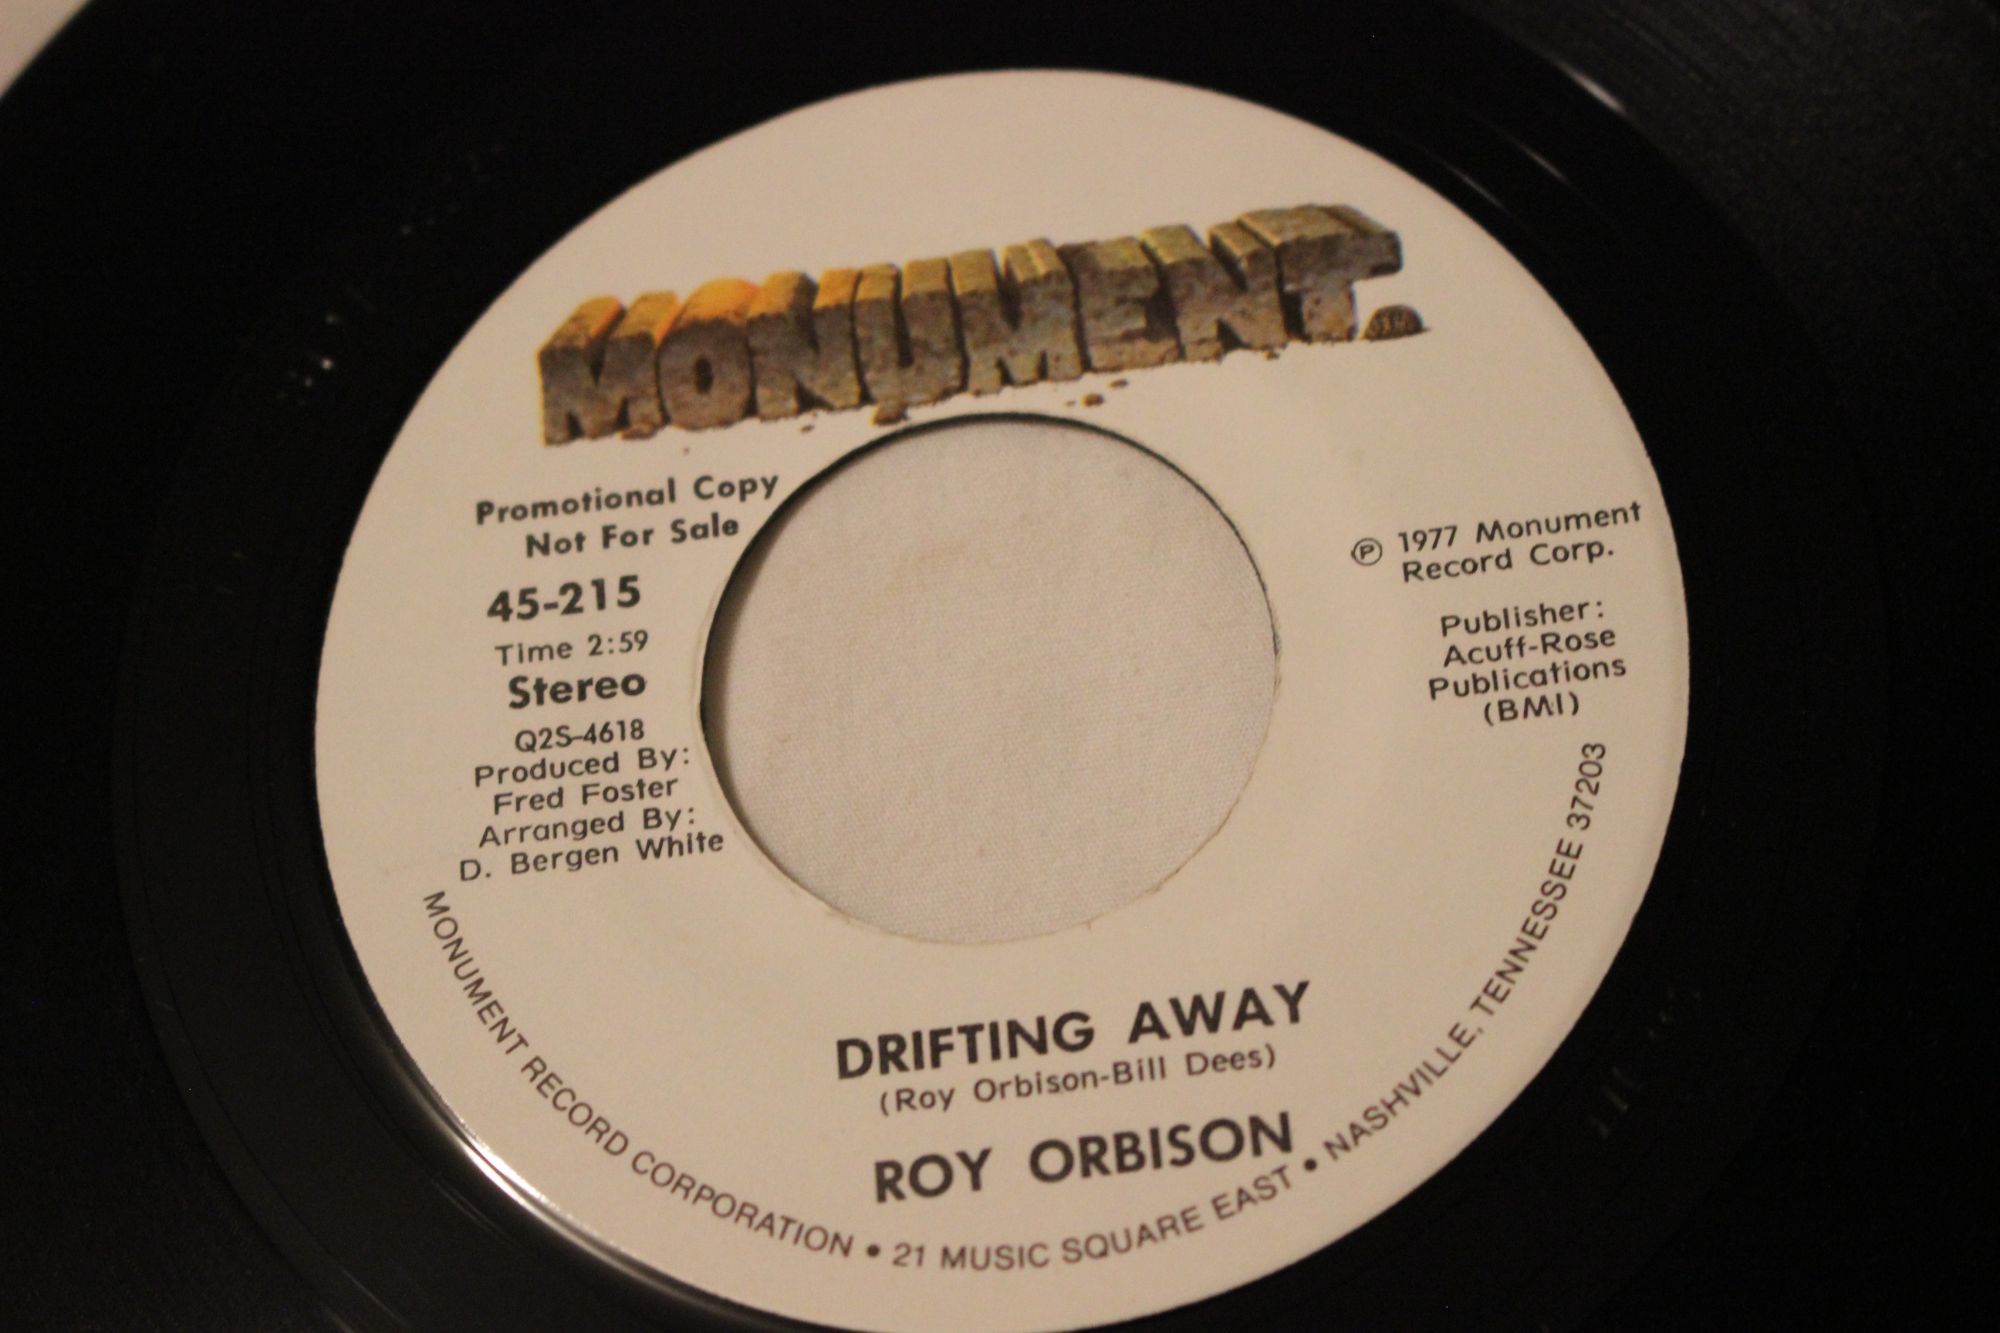 MONUMENT.
Promotional Copy
Not For Sale
45-215
Time 2:59
Stereo
Q2S-4618
Produced By:
Fred Foster
Arranged By:
D. Bergen White
℗ 1977 Monument
Record Corp.
Publisher:
Acuff-Rose
Publications
(BMI)
DRIFTING AWAY
(Roy Orbison-Bill Dees)
ROY ORBISON
MONUMENT RECORD CORPORATION • 21 MUSIC SQUARE EAST • NASHVILLE, TENNESSEE 37203